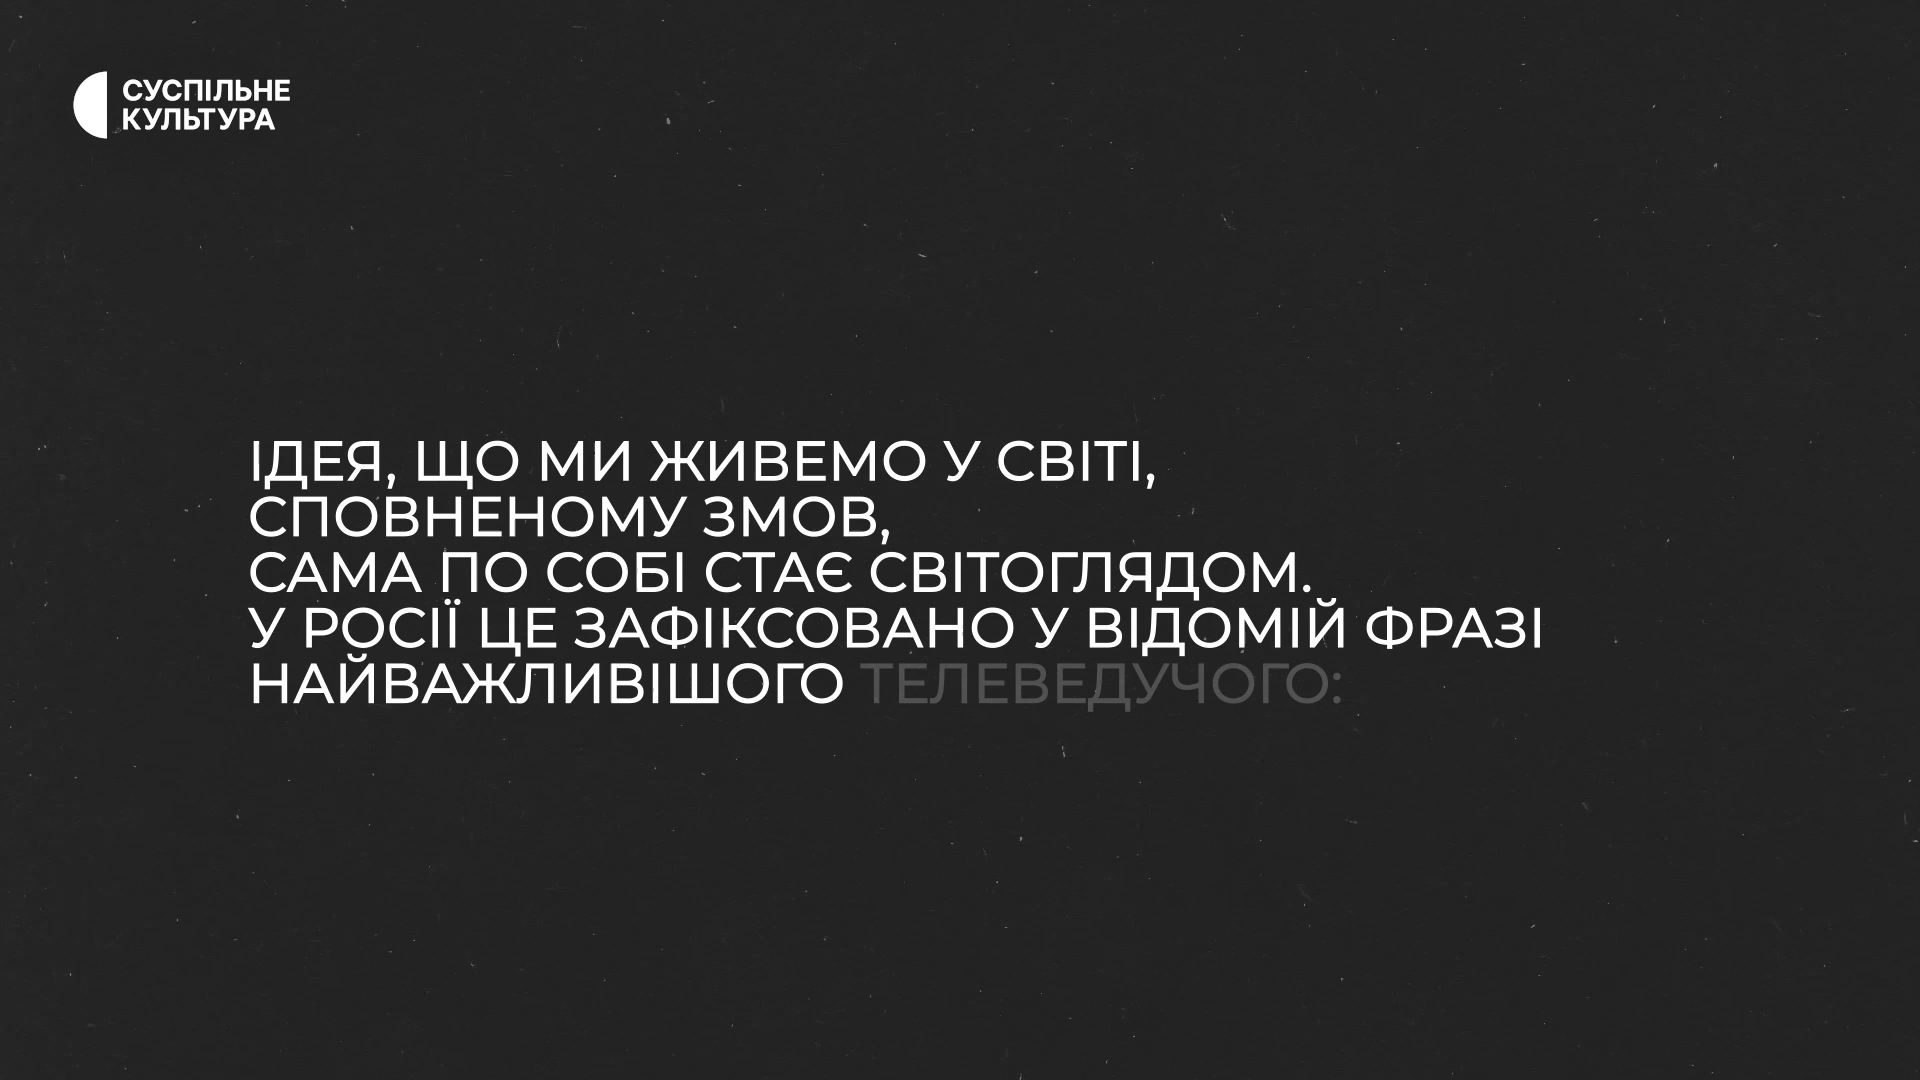 СУСПІЛЬНЕ
КУЛЬТУРА
ІДЕЯ, ЩО МИ ЖИВЕМО У СВІТІ,
СПОВНЕНОМУ ЗМОВ,
САМА ПО СОБІ СТАЄ СВІТОГЛЯДОМ.
У РОСІЇ ЦЕ ЗАФІКСОВАНО У ВІДОМІЙ ФРАЗІ
НАЙВАЖЛИВІШОГО ТЕЛЕВЕДУЧОГО: